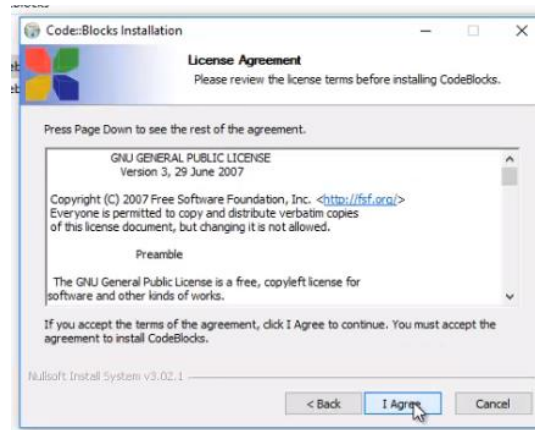 Code::Blocks Installation
License Agreement
Please review the license terms before installing CodeBlocks.
Press Page Down to see the rest of the agreement.
GNU GENERAL PUBLIC LICENSE
Version 3, 29 June 2007
Copyright (C) 2007 Free Software Foundation, Inc. <http://fsf.org/>
Everyone is permitted to copy and distribute verbatim copies
of this license document, but changing it is not allowed.
Preamble
The GNU General Public License is a free, copyleft license for
software and other kinds of works.
If you accept the terms of the agreement, click I Agree to continue. You must accept the
agreement to install CodeBlocks.
Nullsoft Install System v3.02.1
< Back I Agree Cancel